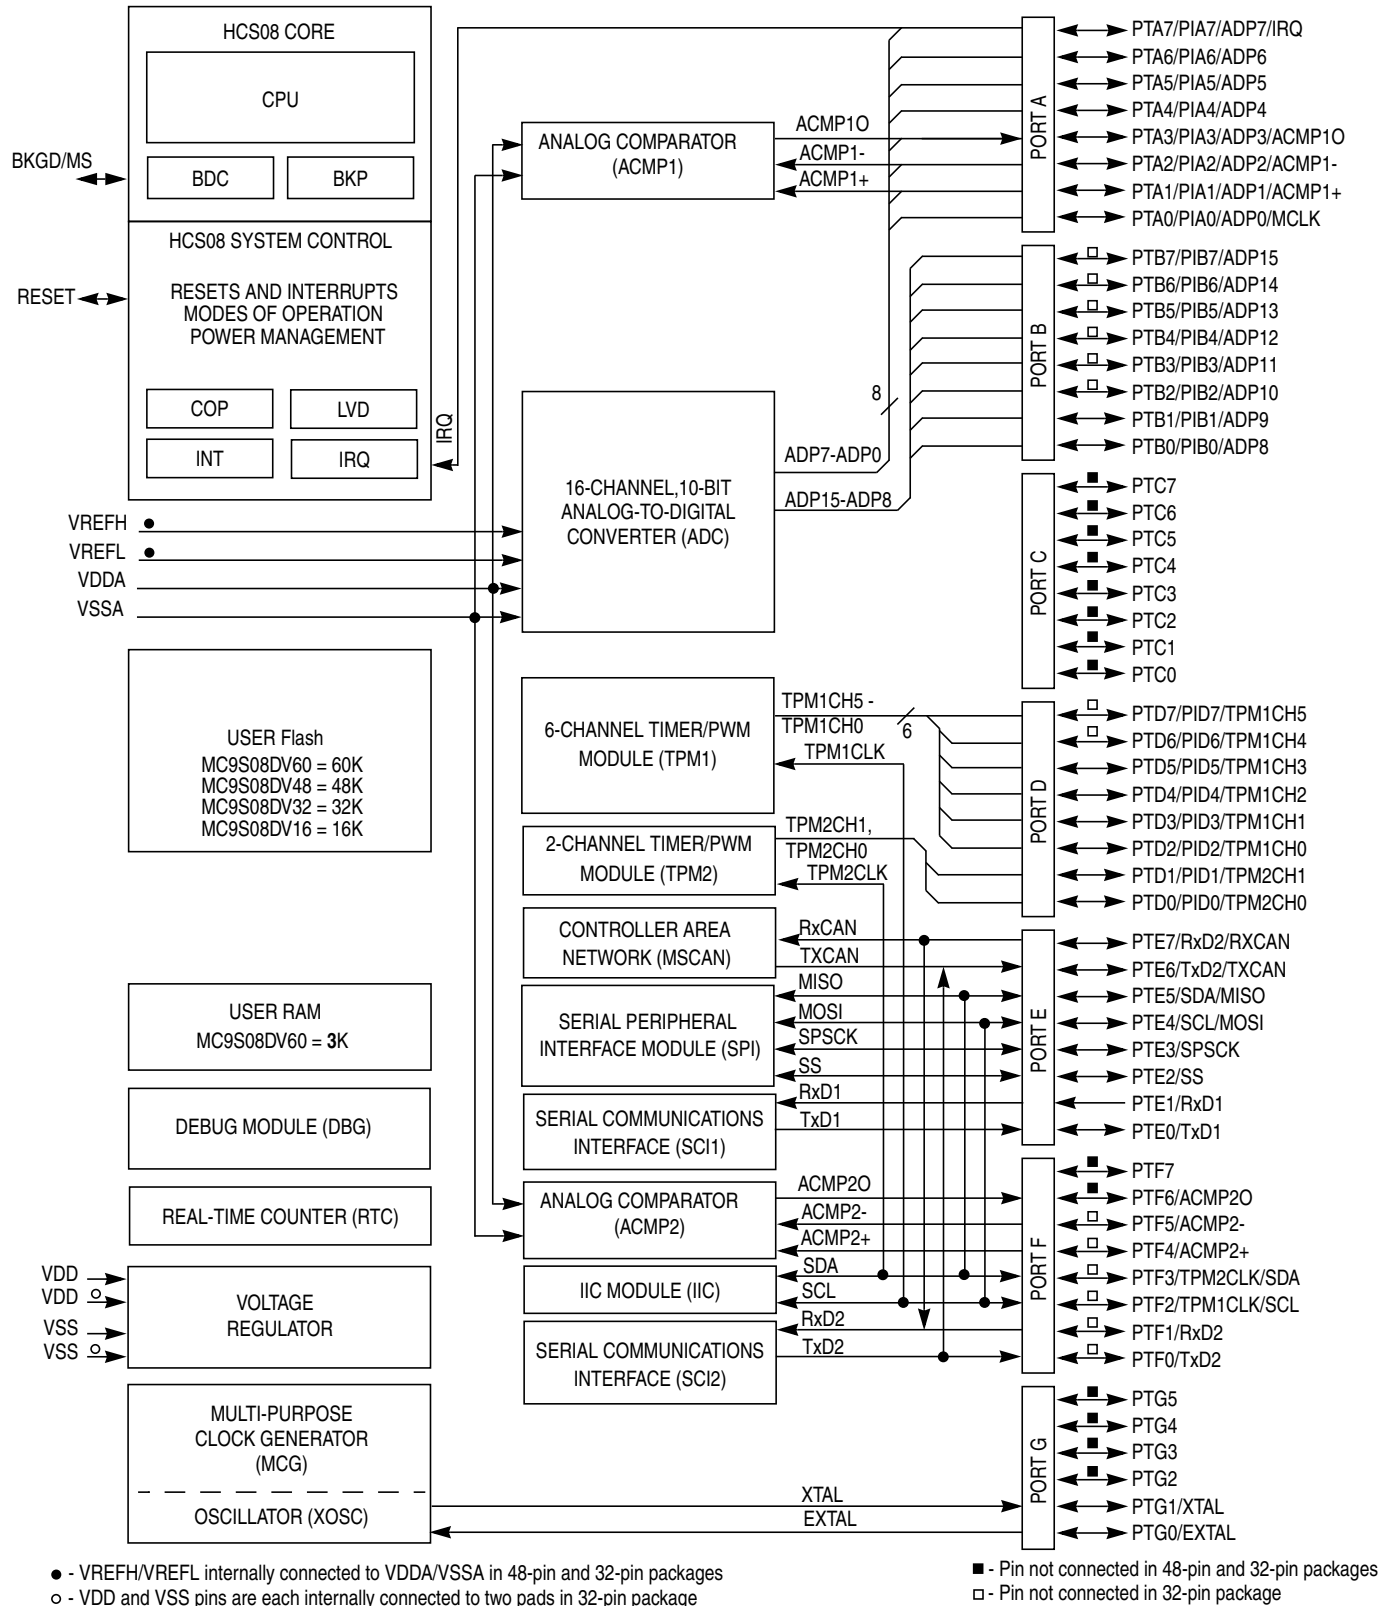 HCS08 CORE
CPU
BDC
BKP
BKGD/MS
HCS08 SYSTEM CONTROL
RESETS AND INTERRUPTS
MODES OF OPERATION
POWER MANAGEMENT
RESET
COP
LVD
INT
IRQ
IRQ
VREFH
VREFL
VDDA
VSSA
USER Flash
MC9S08DV60 = 60K
MC9S08DV48 = 48K
MC9S08DV32 = 32K
MC9S08DV16 = 16K
USER RAM
MC9S08DV60 = 3K
DEBUG MODULE (DBG)
REAL-TIME COUNTER (RTC)
VDD
VDD
VSS
VSS
VOLTAGE
REGULATOR
MULTI-PURPOSE
CLOCK GENERATOR
(MCG)
OSCILLATOR (XOSC)
ANALOG COMPARATOR
(ACMP1)
ACMP1O
ACMP1-
ACMP1+
16-CHANNEL,10-BIT
ANALOG-TO-DIGITAL
CONVERTER (ADC)
8
ADP7-ADP0
ADP15-ADP8
6-CHANNEL TIMER/PWM
MODULE (TPM1)
TPM1CH5 -
TPM1CH0
6
TPM1CLK
2-CHANNEL TIMER/PWM
MODULE (TPM2)
TPM2CH1,
TPM2CH0
TPM2CLK
CONTROLLER AREA
NETWORK (MSCAN)
RxCAN
TXCAN
SERIAL PERIPHERAL
INTERFACE MODULE (SPI)
MISO
MOSI
SPSCK
SS
SERIAL COMMUNICATIONS
INTERFACE (SCI1)
RxD1
TxD1
ANALOG COMPARATOR
(ACMP2)
ACMP2O
ACMP2-
ACMP2+
IIC MODULE (IIC)
SDA
SCL
SERIAL COMMUNICATIONS
INTERFACE (SCI2)
RxD2
TxD2
XTAL
EXTAL
PORT A
PTA7/PIA7/ADP7/IRQ
PTA6/PIA6/ADP6
PTA5/PIA5/ADP5
PTA4/PIA4/ADP4
PTA3/PIA3/ADP3/ACMP1O
PTA2/PIA2/ADP2/ACMP1-
PTA1/PIA1/ADP1/ACMP1+
PTA0/PIA0/ADP0/MCLK
PORT B
PTB7/PIB7/ADP15
PTB6/PIB6/ADP14
PTB5/PIB5/ADP13
PTB4/PIB4/ADP12
PTB3/PIB3/ADP11
PTB2/PIB2/ADP10
PTB1/PIB1/ADP9
PTB0/PIB0/ADP8
PORT C
PTC7
PTC6
PTC5
PTC4
PTC3
PTC2
PTC1
PTC0
PORT D
PTD7/PID7/TPM1CH5
PTD6/PID6/TPM1CH4
PTD5/PID5/TPM1CH3
PTD4/PID4/TPM1CH2
PTD3/PID3/TPM1CH1
PTD2/PID2/TPM1CH0
PTD1/PID1/TPM2CH1
PTD0/PID0/TPM2CH0
PORT E
PTE7/RxD2/RXCAN
PTE6/TxD2/TXCAN
PTE5/SDA/MISO
PTE4/SCL/MOSI
PTE3/SPSCK
PTE2/SS
PTE1/RxD1
PTE0/TxD1
PORT F
PTF7
PTF6/ACMP2O
PTF5/ACMP2-
PTF4/ACMP2+
PTF3/TPM2CLK/SDA
PTF2/TPM1CLK/SCL
PTF1/RxD2
PTF0/TxD2
PORT G
PTG5
PTG4
PTG3
PTG2
PTG1/XTAL
PTG0/EXTAL
● - VREFH/VREFL internally connected to VDDA/VSSA in 48-pin and 32-pin packages
○ - VDD and VSS pins are each internally connected to two pads in 32-pin package
■ - Pin not connected in 48-pin and 32-pin packages
□ - Pin not connected in 32-pin package